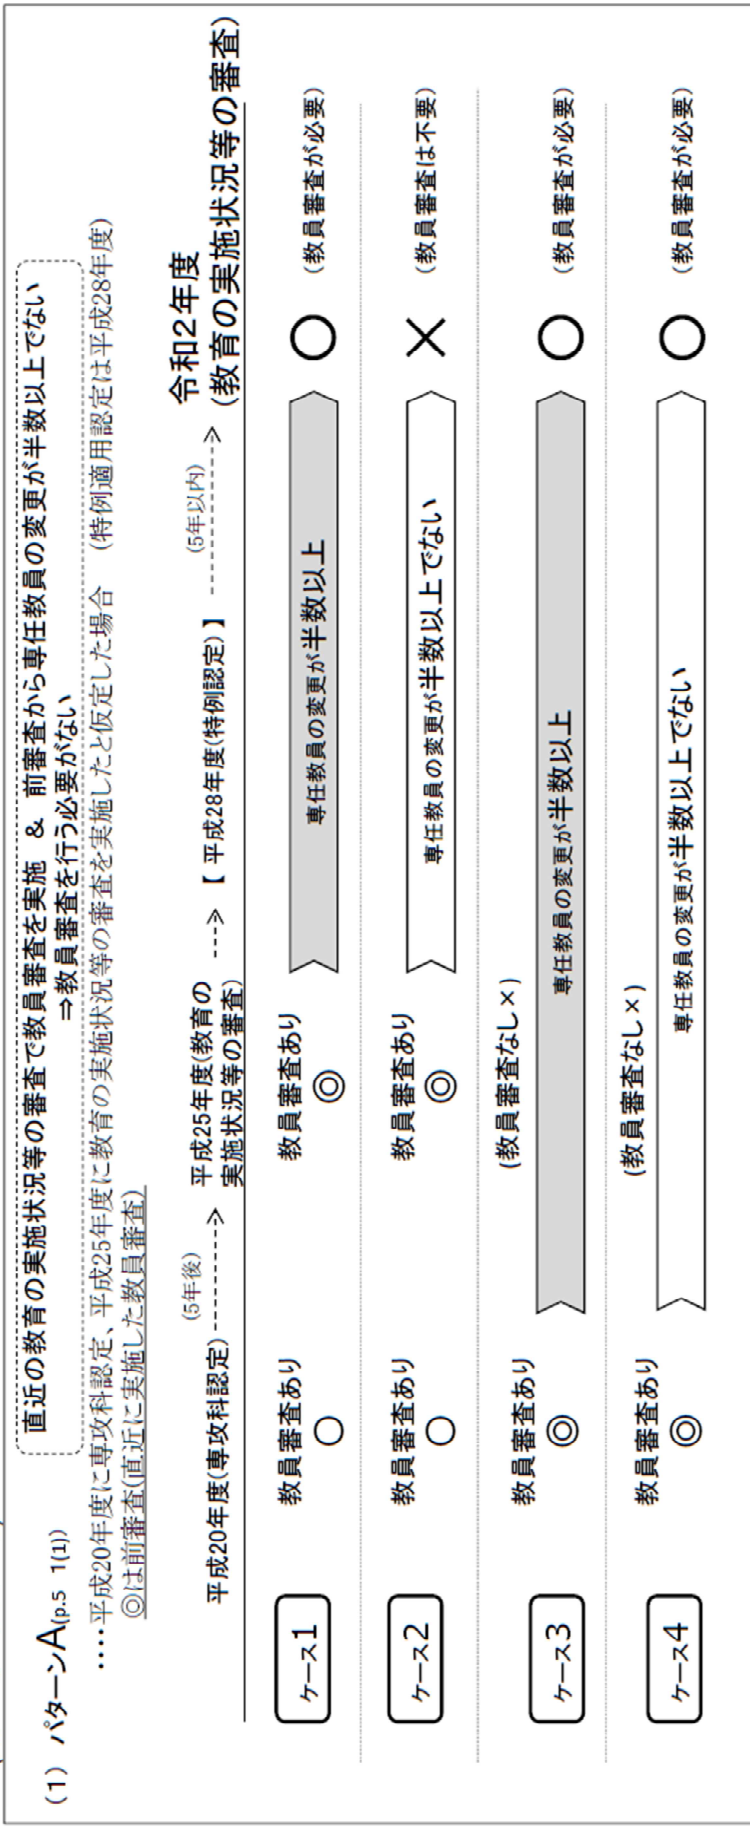 (1) パターンA(p.5 1(1))
直近の教育の実施状況等の審査で教員審査を実施 & 前審査から専任教員の変更が半数以上でない
⇒教員審査を行う必要がない
‥‥平成20年度に専攻科認定、平成25年度に教育の実施状況等の審査を実施したと仮定した場合 (特例適用認定は平成28年度)
◎は前審査(直近に実施した教員審査)
平成20年度(専攻科認定)
(5年後)
------->
平成25年度(教育の
実施状況等の審査)
--->
【 平成28年度(特例認定) 】
(5年以内)
---------->
令和2年度
(教育の実施状況等の審査)
ケース1
教員審査あり
○
教員審査あり
◎
専任教員の変更が半数以上
○
(教員審査が必要)
ケース2
教員審査あり
○
教員審査あり
◎
専任教員の変更が半数以上でない
×
(教員審査は不要)
ケース3
教員審査あり
◎
(教員審査なし×)
専任教員の変更が半数以上
○
(教員審査が必要)
ケース4
教員審査あり
◎
(教員審査なし×)
専任教員の変更が半数以上でない
○
(教員審査が必要)